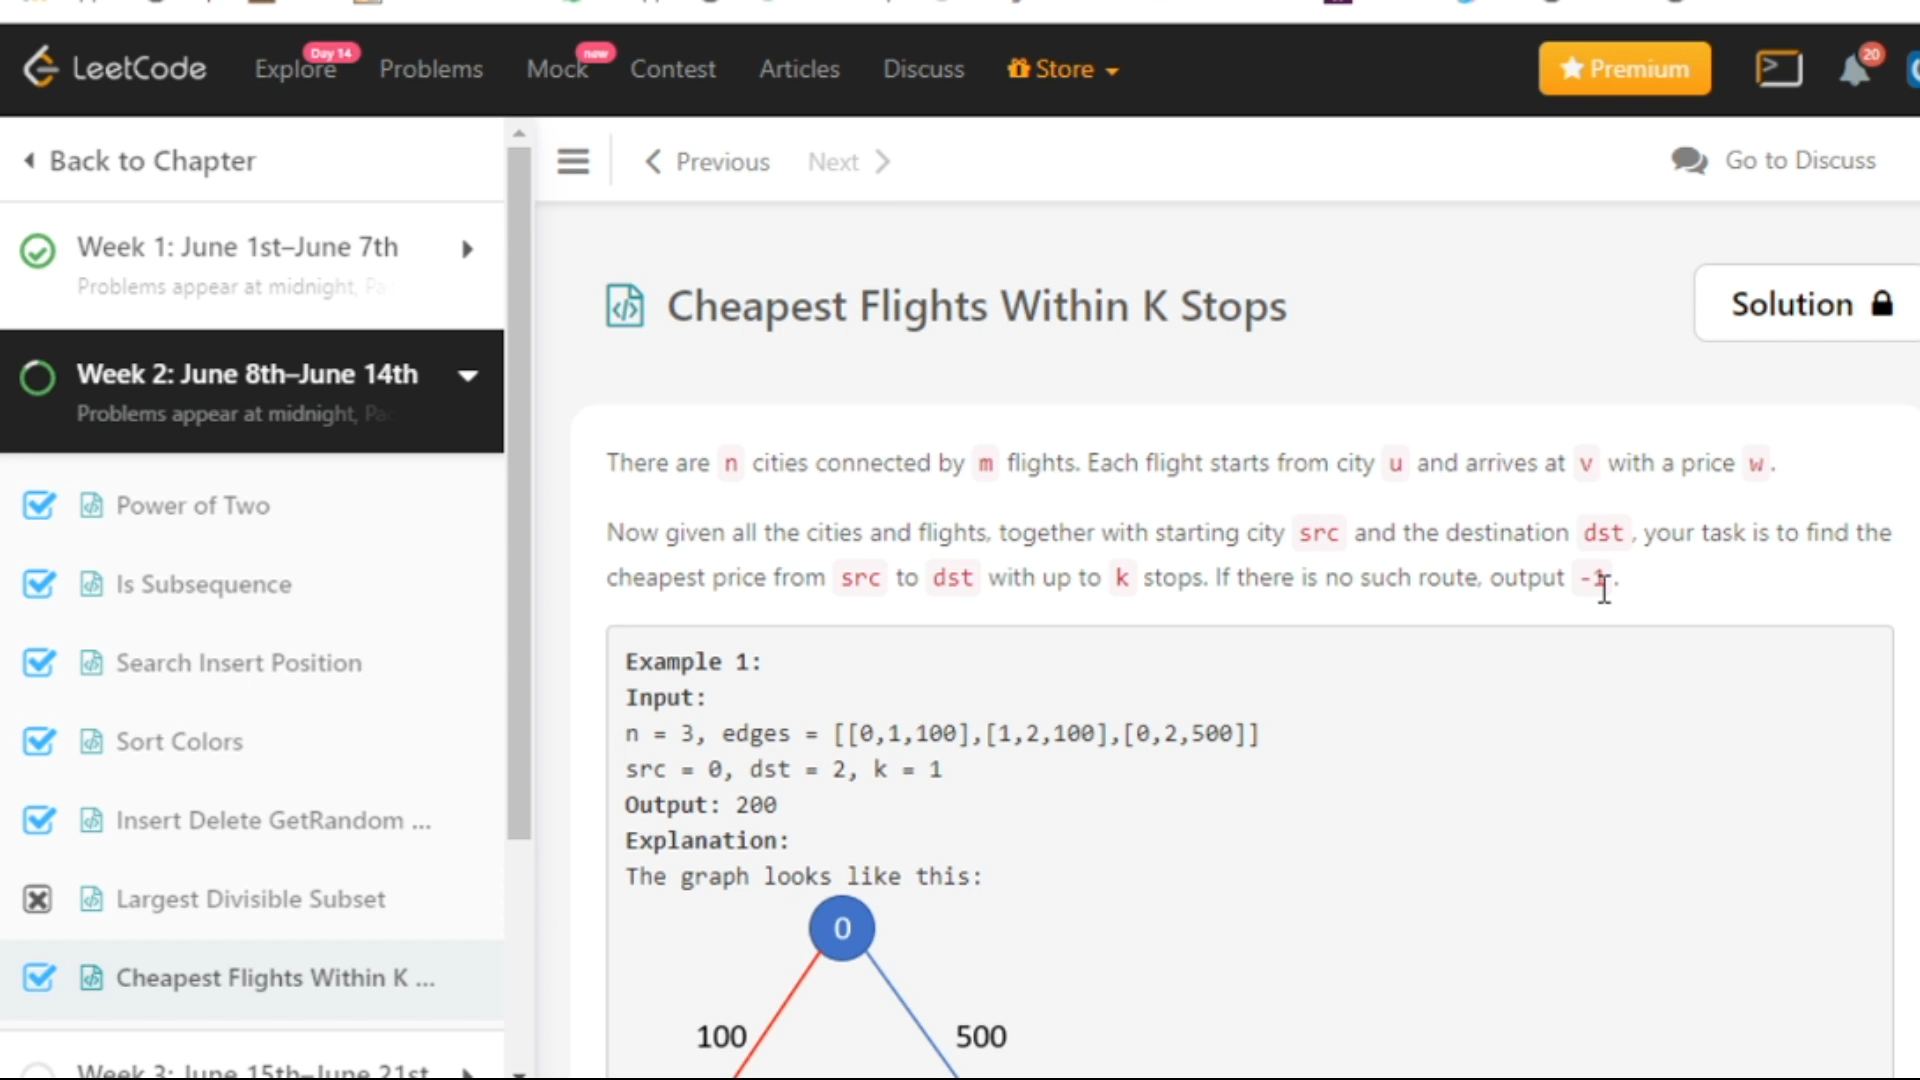 LeetCode
Explore
Day 14
Problems
Mock
new
Contest
Articles
Discuss
Store
Premium
20
Back to Chapter
Previous
Next
Go to Discuss
Week 1: June 1st–June 7th
Problems appear at midnight,
Week 2: June 8th–June 14th
Problems appear at midnight,
Power of Two
Is Subsequence
Search Insert Position
Sort Colors
Insert Delete GetRandom ...
Largest Divisible Subset
Cheapest Flights Within K ...
Week 3: June 15th–June 21st
Cheapest Flights Within K Stops
Solution
There are n cities connected by m flights. Each flight starts from city u and arrives at v with a price w.
Now given all the cities and flights, together with starting city src and the destination dst, your task is to find the
cheapest price from src to dst with up to k stops. If there is no such route, output -1.
Example 1:
Input:
n = 3, edges = [[0,1,100],[1,2,100],[0,2,500]]
src = 0, dst = 2, k = 1
Output: 200
Explanation:
The graph looks like this:
0
100
500